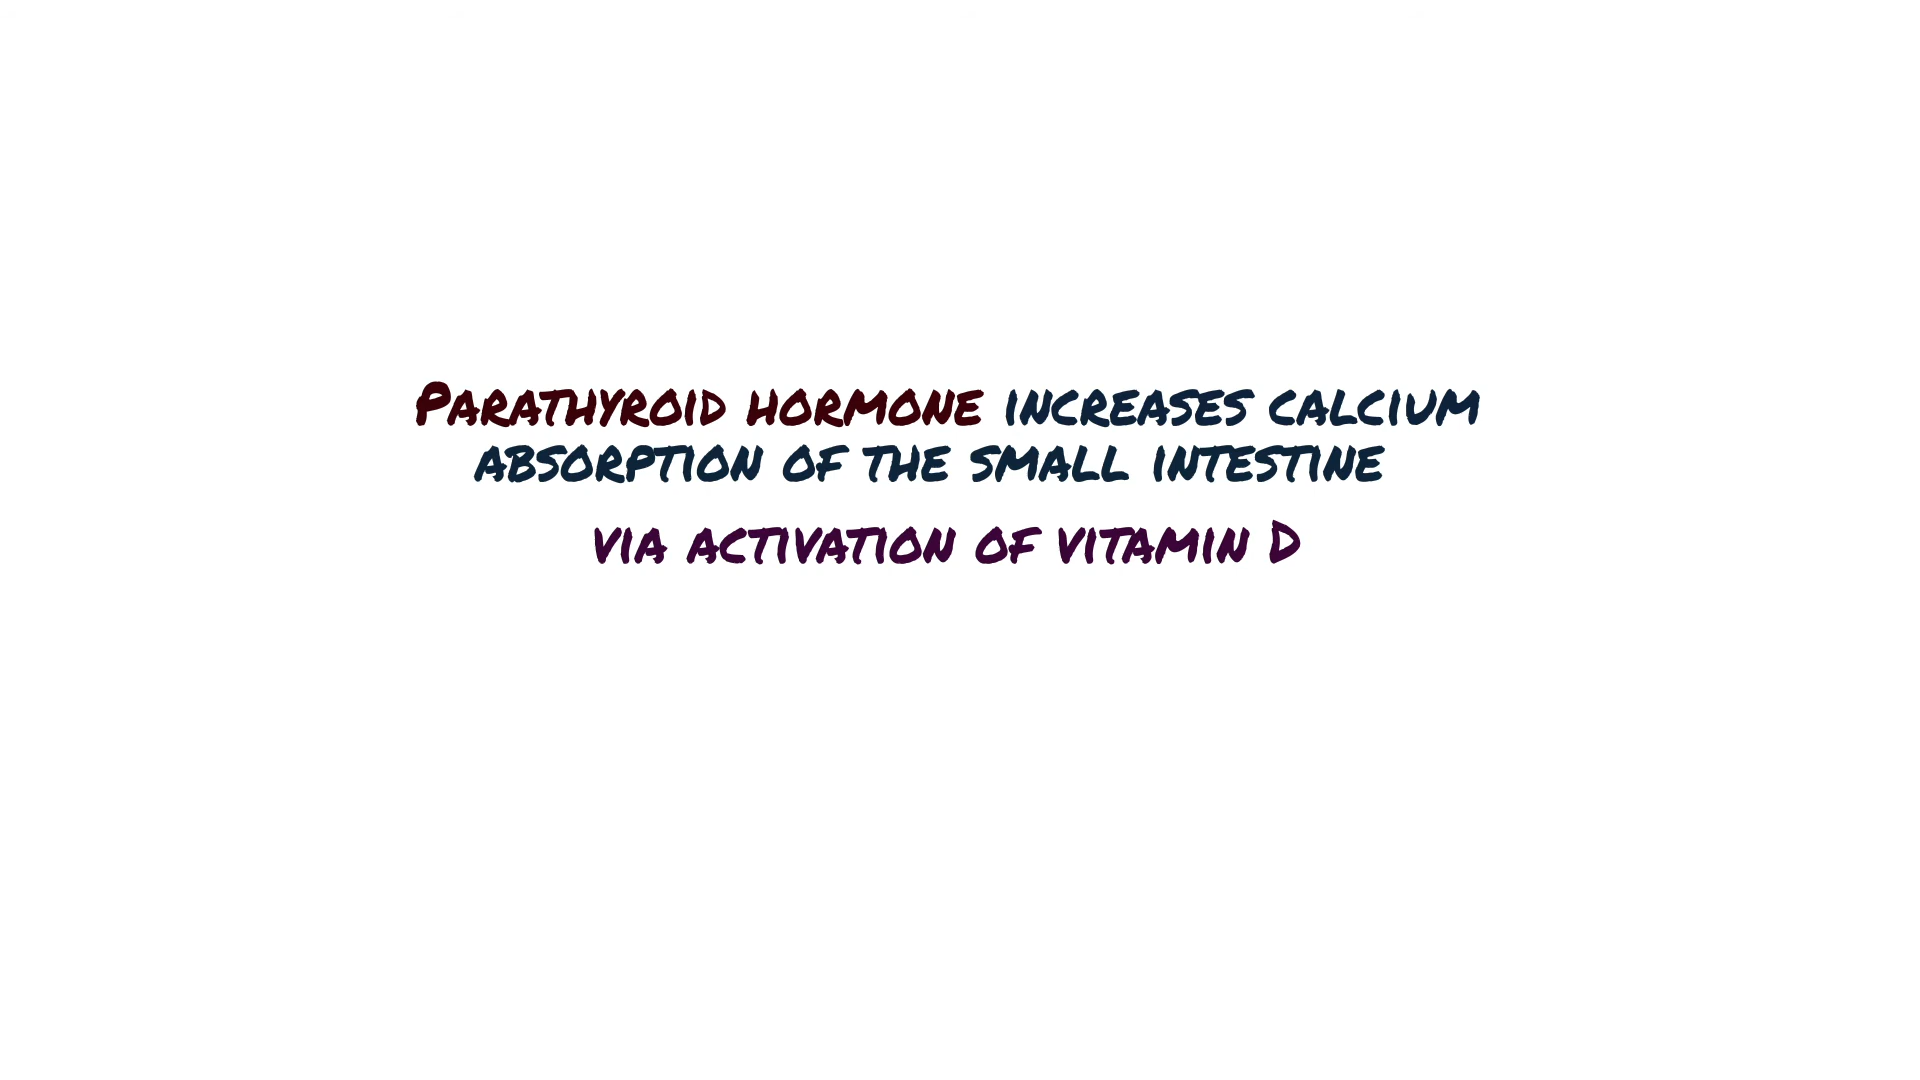 Parathyroid hormone increases calcium
absorption of the small intestine
via activation of vitamin D